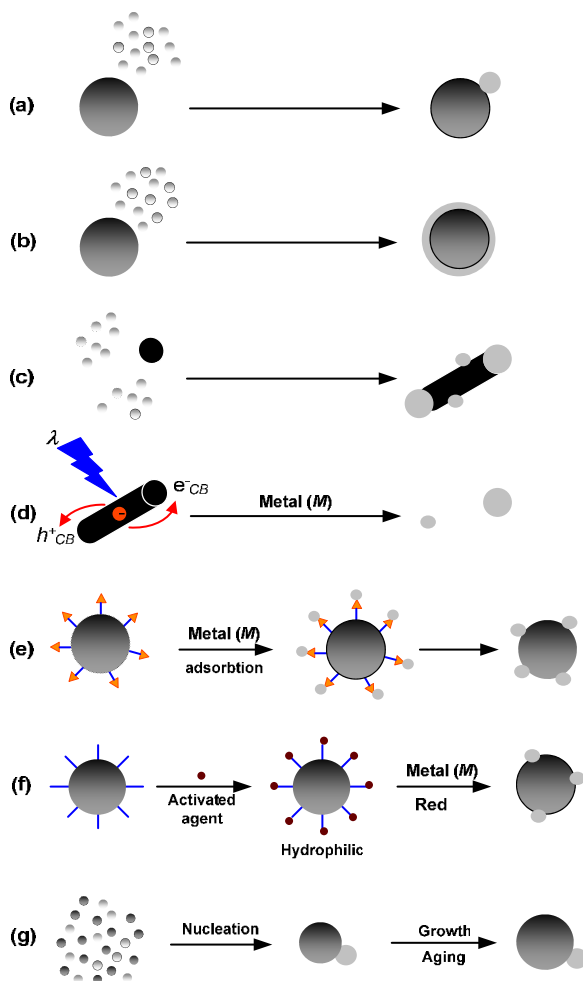 (a)
(b)
(c)
λ
e⁻CB
(d)
Metal (M)
h⁺CB
(e)
Metal (M)
adsorbtion
(f)
Activated
agent
Hydrophilic
Metal (M)
Red
(g)
Nucleation
Growth
Aging